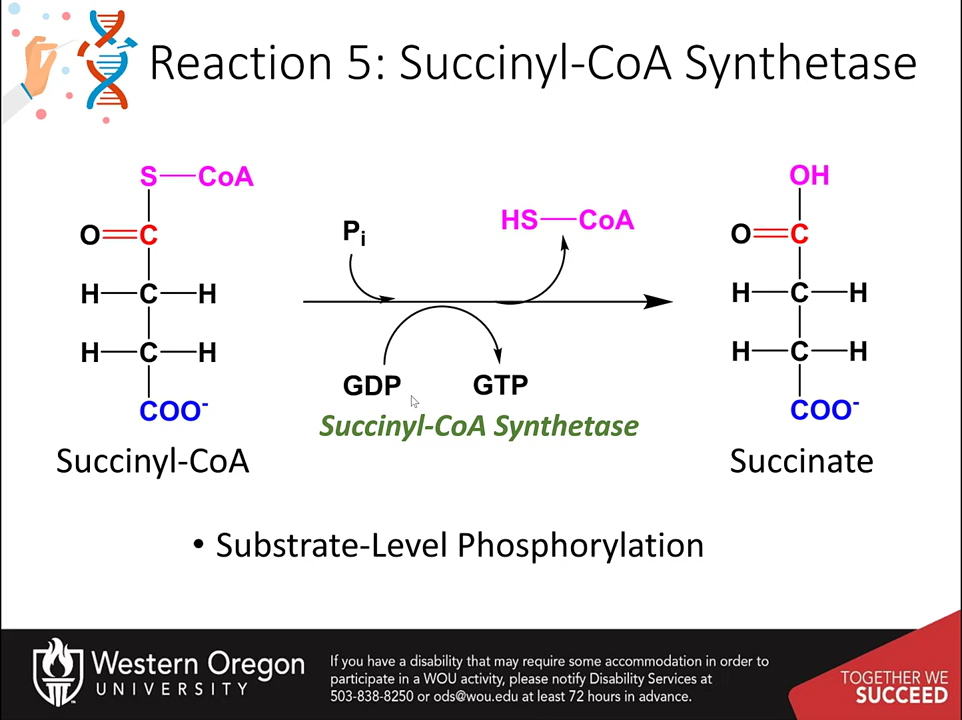 Reaction 5: Succinyl-CoA Synthetase
S—CoA
O=C
H—C—H
H—C—H
COO-
Succinyl-CoA
Pi
HS—CoA
GDP
GTP
Succinyl-CoA Synthetase
OH
O=C
H—C—H
H—C—H
COO-
Succinate
• Substrate-Level Phosphorylation
Western Oregon
UNIVERSITY
If you have a disability that may require some accommodation in order to
participate in a WOU activity, please notify Disability Services at
503-838-8250 or ods@wou.edu at least 72 hours in advance.
TOGETHER WE
SUCCEED